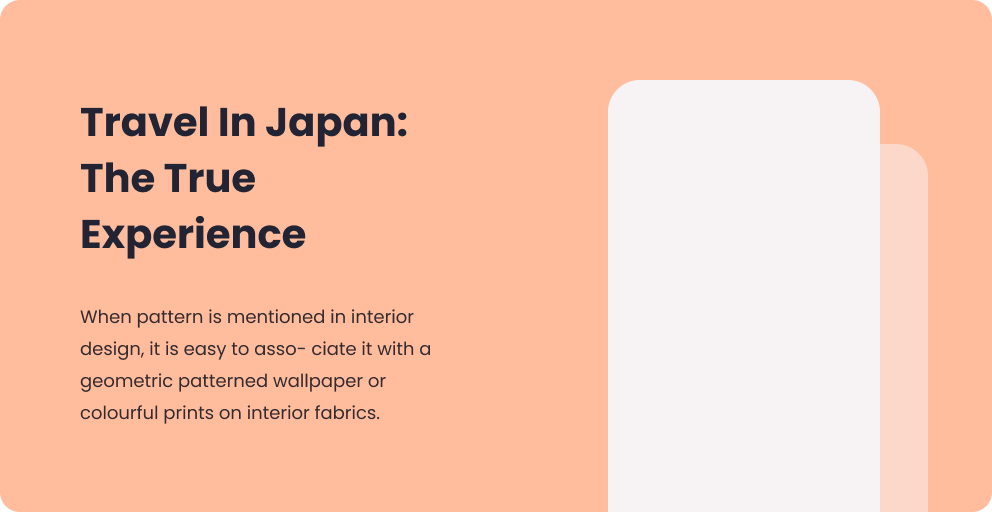 Travel In Japan:
The True
Experience
When pattern is mentioned in interior
design, it is easy to asso- ciate it with a
geometric patterned wallpaper or
colourful prints on interior fabrics.